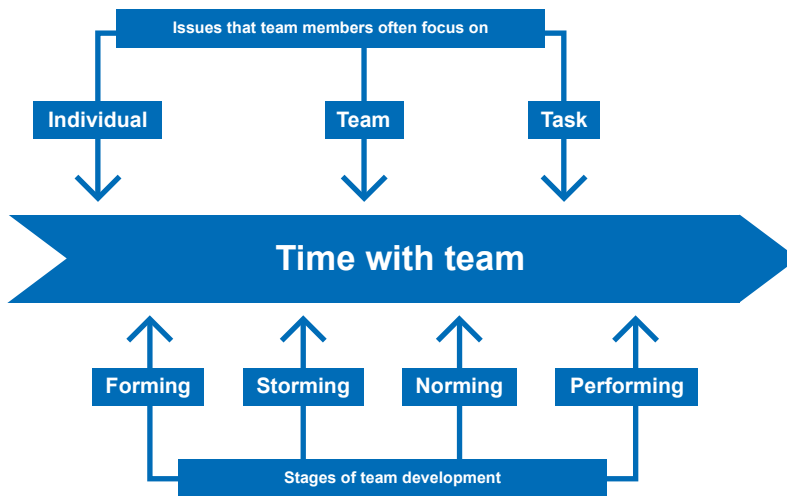 Issues that team members often focus on
Individual
Team
Task
Time with team
Forming
Storming
Norming
Performing
Stages of team development